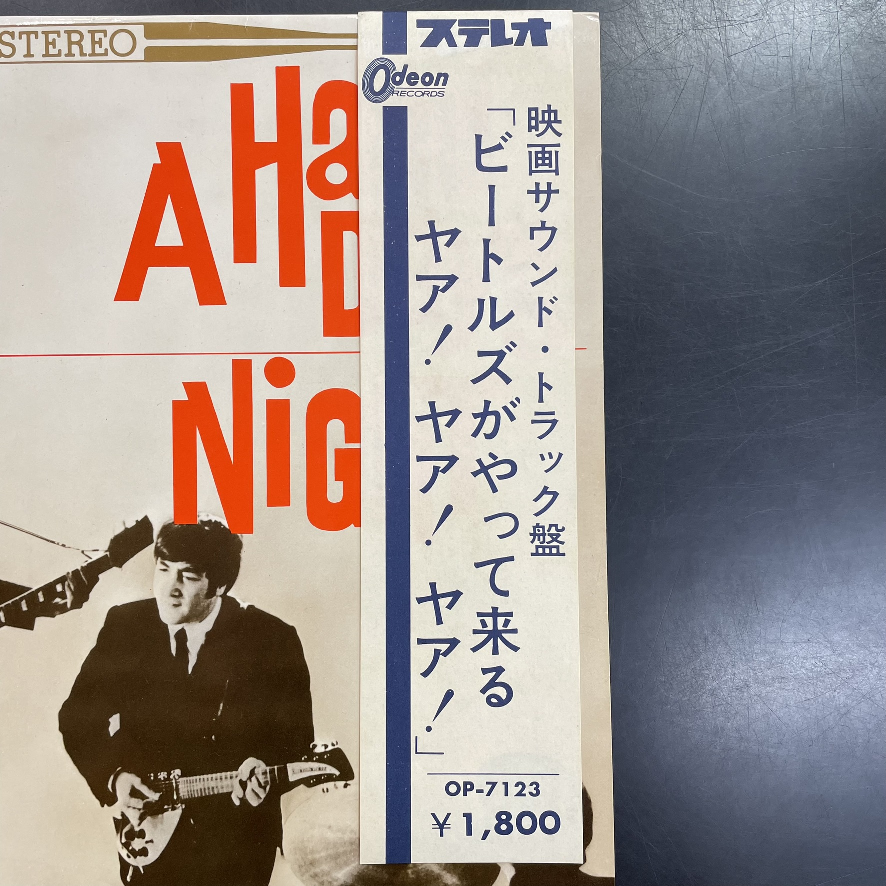 STEREO
A Ha
D
NiG
ステレオ
Odeon
RECORDS
映画サウンド・トラック盤
「ビートルズがやって来る
ヤア！ヤア！ヤア！」
OP-7123
¥1,800